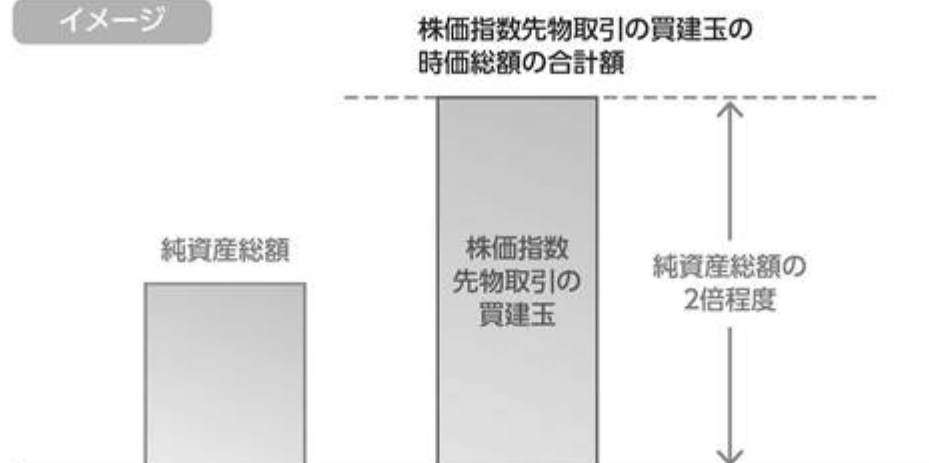 イメージ
株価指数先物取引の買建玉の
時価総額の合計額
純資産総額
株価指数
先物取引の
買建玉
純資産総額の
2倍程度